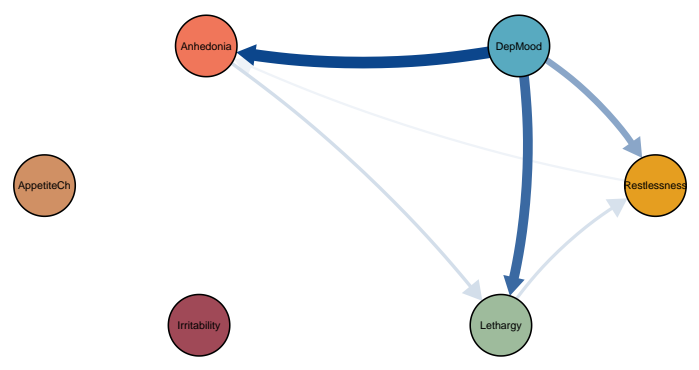 Anhedonia
DepMood
AppetiteCh
Restlessness
Irritability
Lethargy